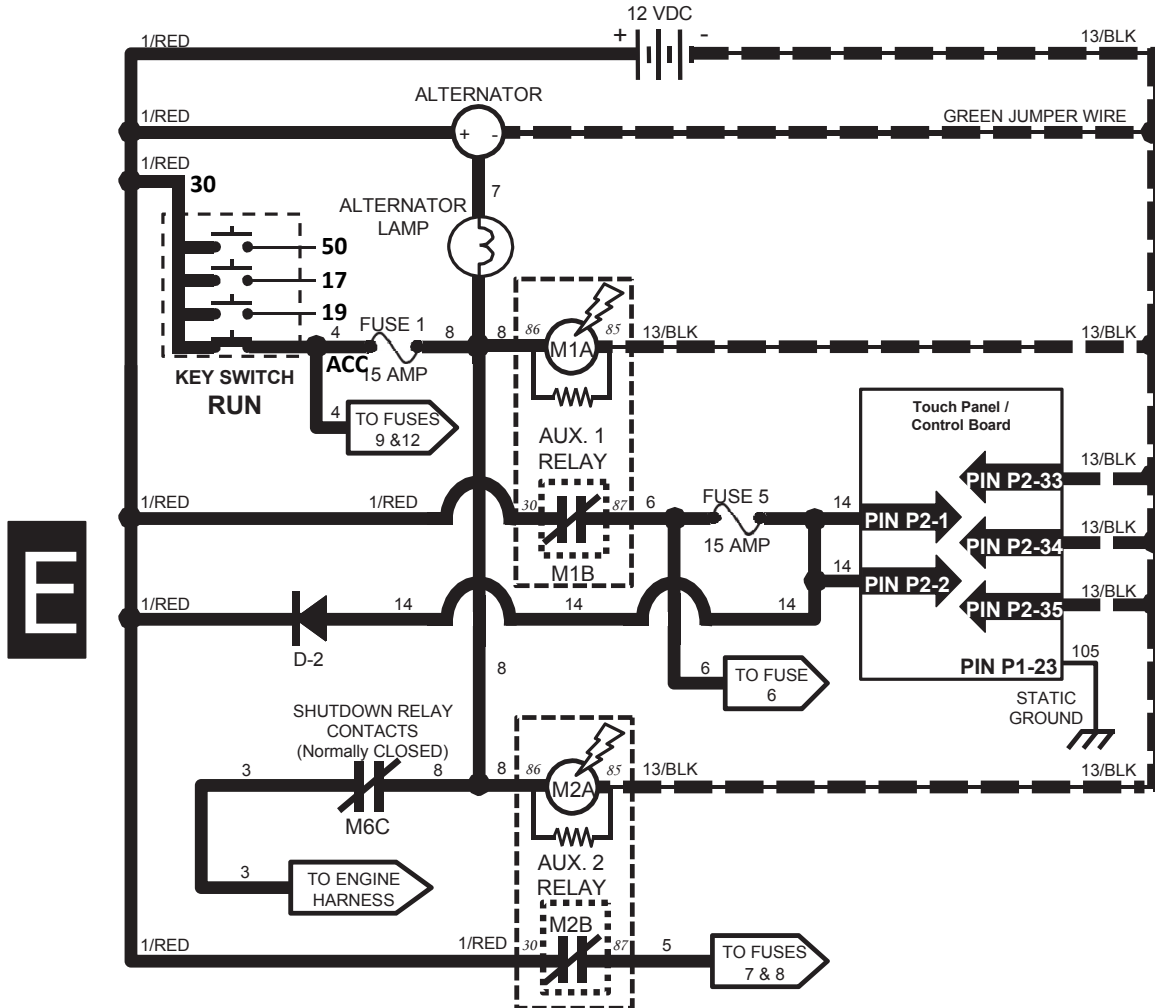 12 VDC
+ -
1/RED
13/BLK
ALTERNATOR
1/RED
+ -
GREEN JUMPER WIRE
1/RED
30
7
ALTERNATOR
LAMP
50
17
19
4
FUSE 1
8
8
86
M1A
85
13/BLK
13/BLK
ACC
15 AMP
KEY SWITCH
RUN
4
TO FUSES
9 &12
AUX. 1
RELAY
Touch Panel /
Control Board
13/BLK
PIN P2-33
1/RED
1/RED
30
87
6
FUSE 5
14
PIN P2-1
15 AMP
13/BLK
PIN P2-34
M1B
14
PIN P2-2
13/BLK
PIN P2-35
1/RED
14
14
14
D-2
E
8
6
TO FUSE
6
PIN P1-23
105
STATIC
GROUND
SHUTDOWN RELAY
CONTACTS
(Normally CLOSED)
3
8
8
86
M2A
85
13/BLK
13/BLK
M6C
3
TO ENGINE
HARNESS
AUX. 2
RELAY
M2B
1/RED
1/RED
30
87
5
TO FUSES
7 & 8